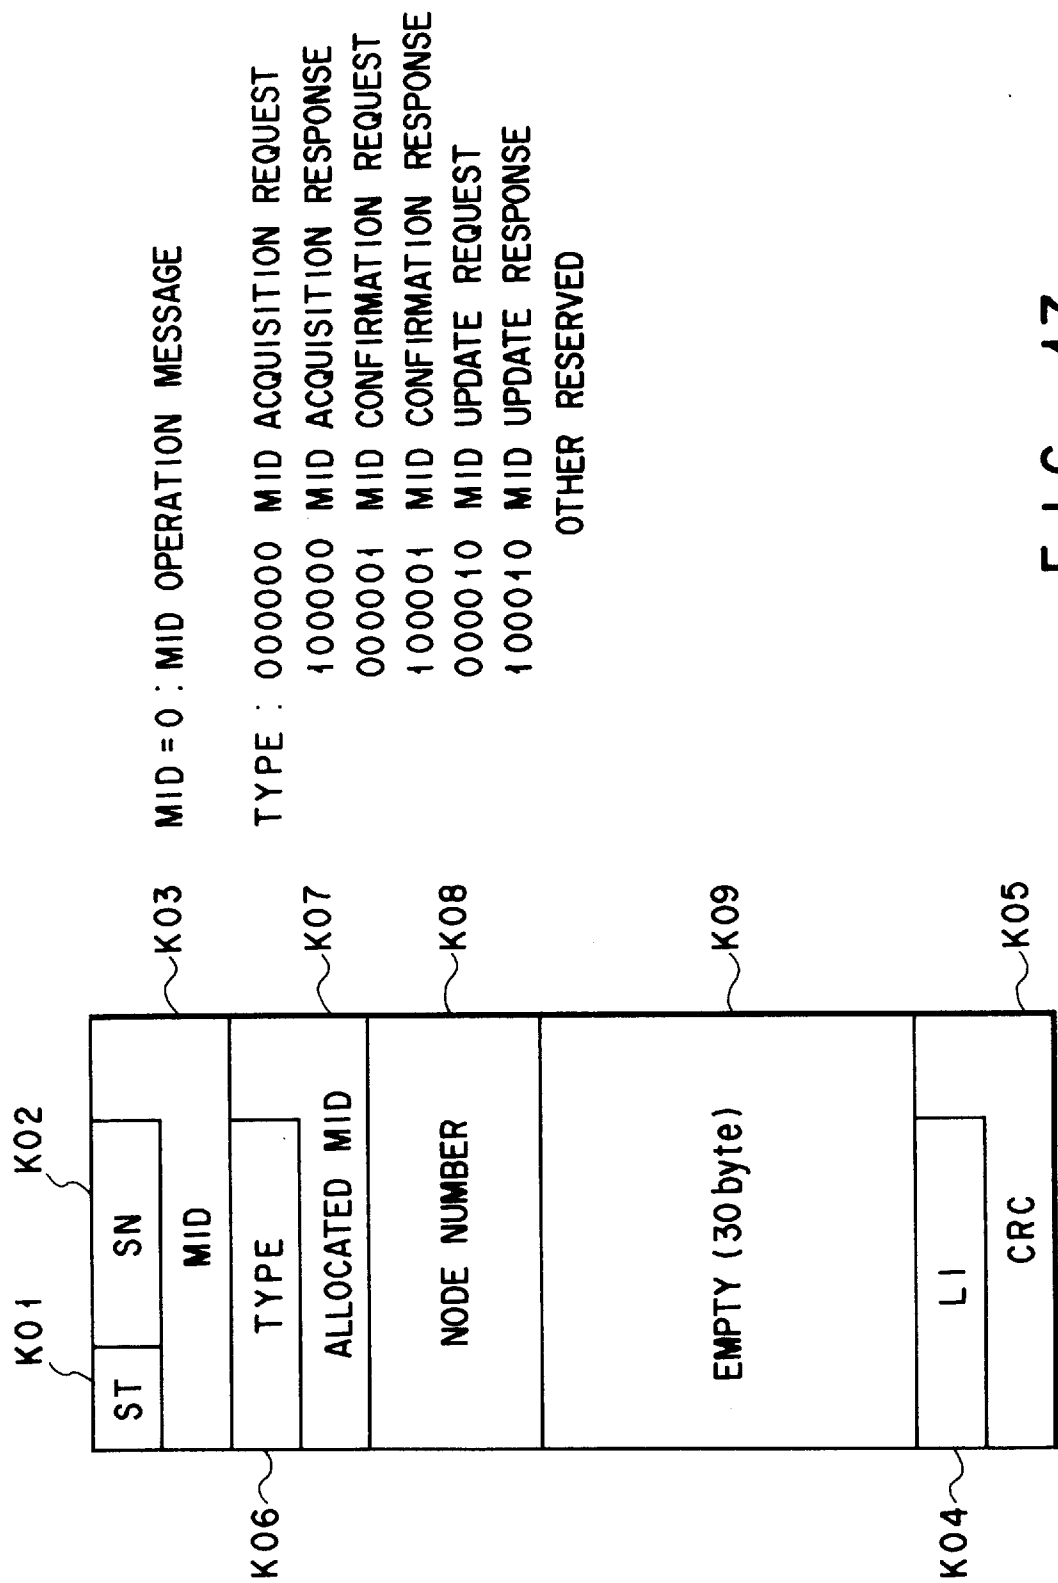 K01
K02
ST
SN
K03
MID
K06
TYPE
K07
ALLOCATED MID
K08
NODE NUMBER
K09
EMPTY (30 byte)
K04
LI
K05
CRC
MID = 0 : MID OPERATION MESSAGE
TYPE : 000000 MID ACQUISITION REQUEST
100000 MID ACQUISITION RESPONSE
000001 MID CONFIRMATION REQUEST
100001 MID CONFIRMATION RESPONSE
000010 MID UPDATE REQUEST
100010 MID UPDATE RESPONSE
OTHER RESERVED